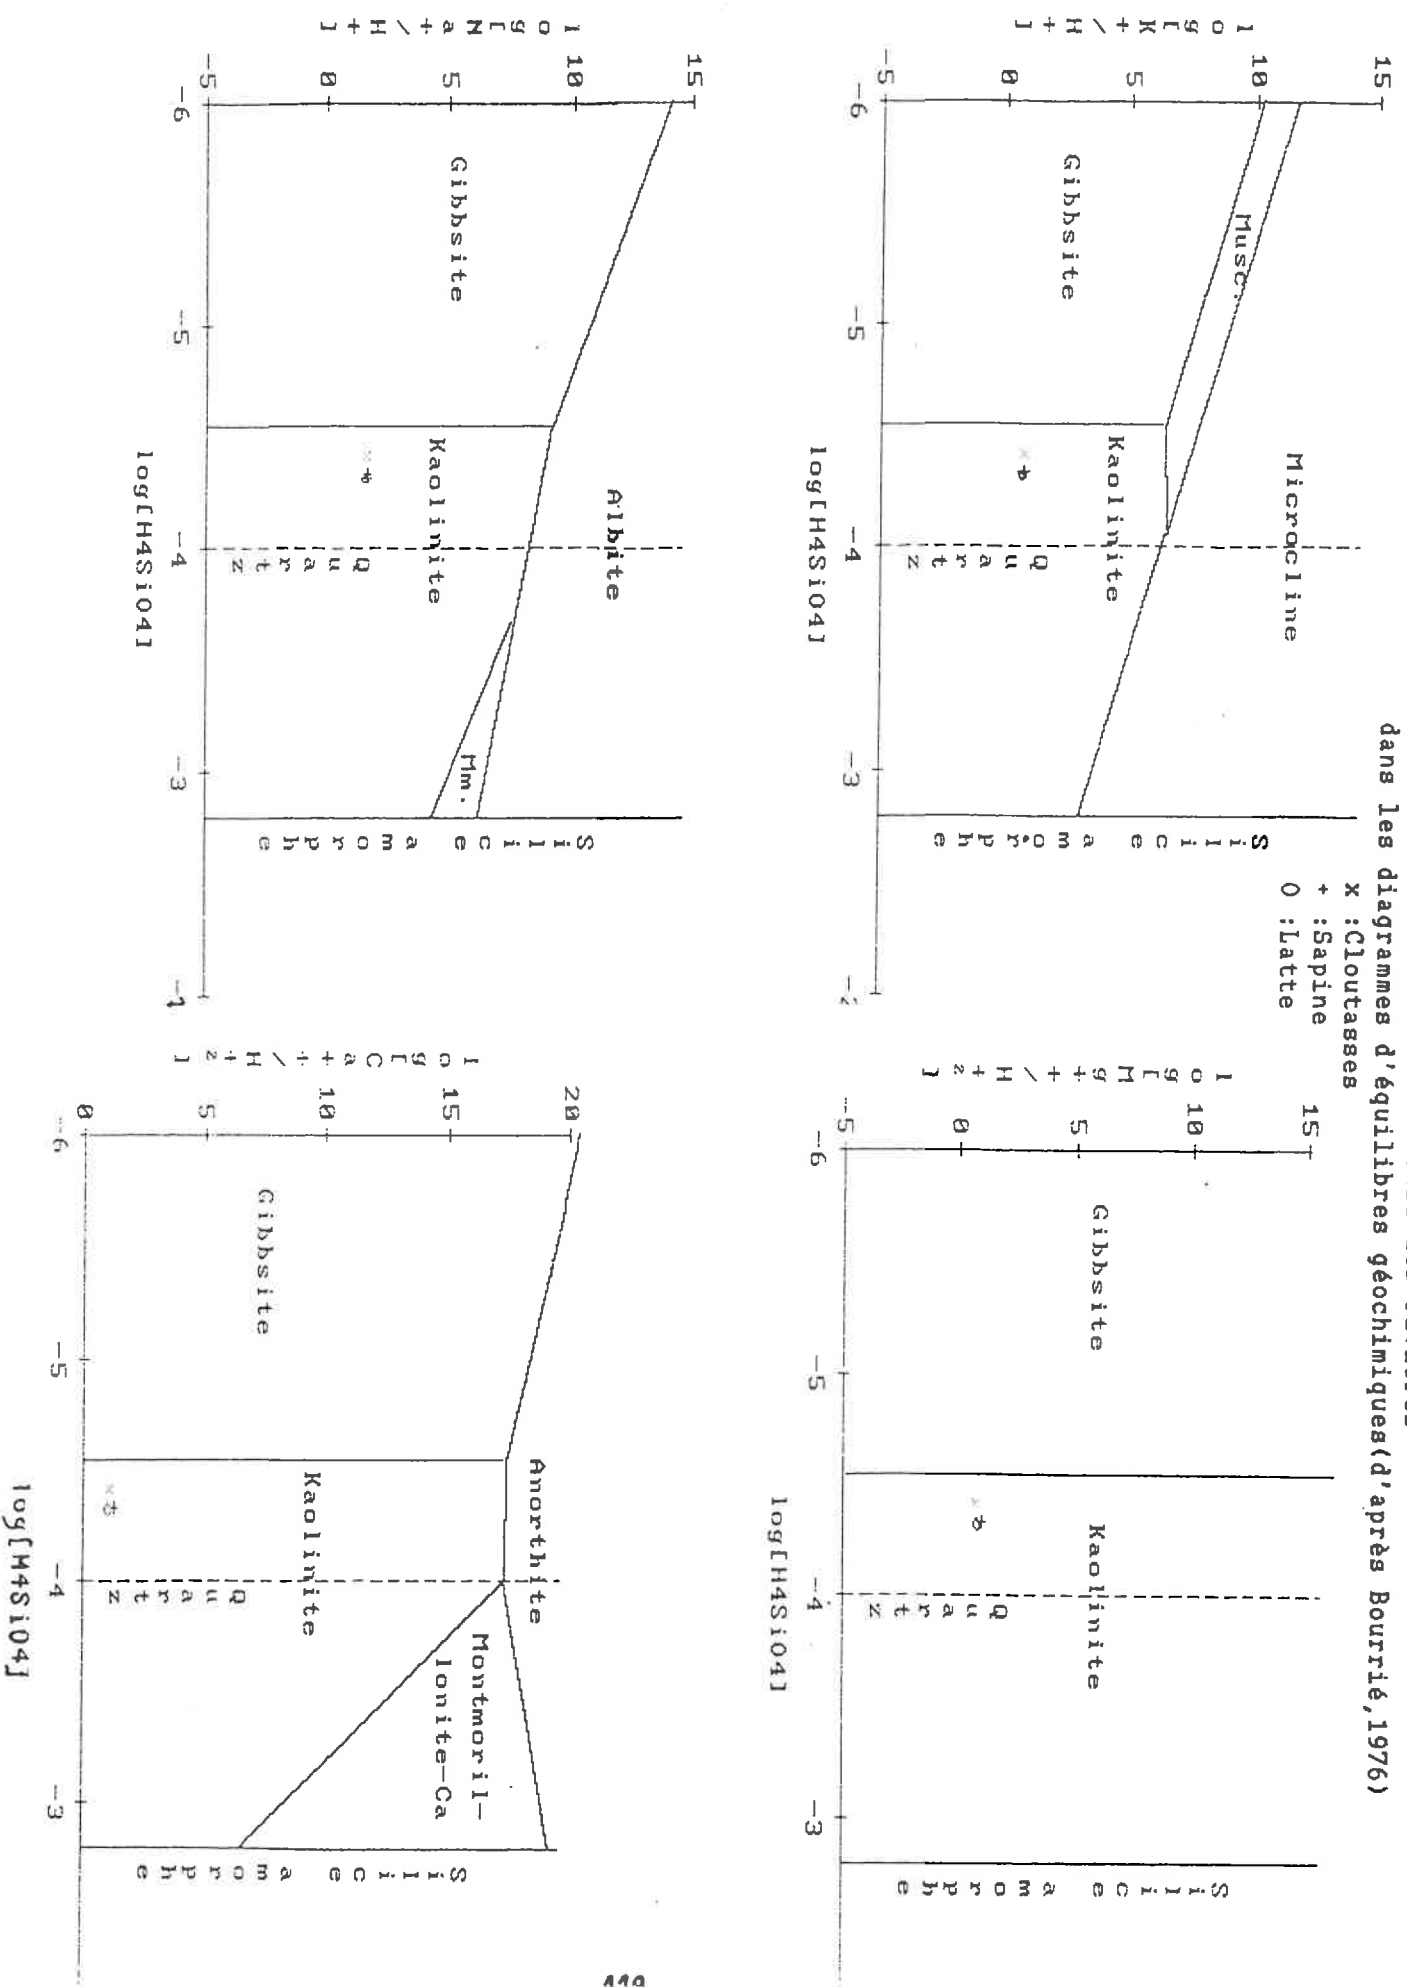 dans les diagrammes d'équilibres géochimiques(d'après Bourrié,1976)
x :Cloutasses
+ :Sapine
O :Latte
log[K+/H+]
15
10
5
0
-5
Musc.
Microcline
Gibbsite
Kaolinite
Quartz
Silice amorphe
-6
-5
-4
-3
log[H4SiO4]
log[Mg++/H+²]
15
10
5
0
-5
Gibbsite
Kaolinite
Quartz
Silice amorphe
-6
-5
-4
-3
log[H4SiO4]
log[Na+/H+]
15
10
5
0
-5
Albite
Gibbsite
Kaolinite
Mm.
Quartz
Silice amorphe
-6
-5
-4
-3
log[H4SiO4]
log[Ca++/H+²]
20
15
10
5
0
Anorthite
Montmoril-
lonite-Ca
Gibbsite
Kaolinite
Quartz
Silice amorphe
-6
-5
-4
-3
log[H4SiO4]